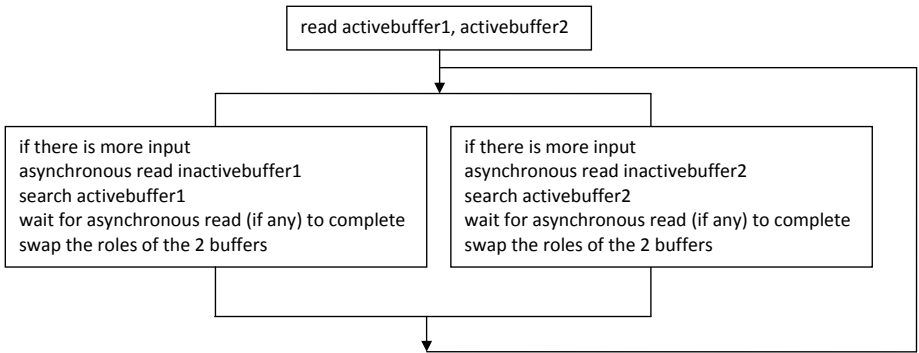 read activebuffer1, activebuffer2
if there is more input
asynchronous read inactivebuffer1
search activebuffer1
wait for asynchronous read (if any) to complete
swap the roles of the 2 buffers
if there is more input
asynchronous read inactivebuffer2
search activebuffer2
wait for asynchronous read (if any) to complete
swap the roles of the 2 buffers